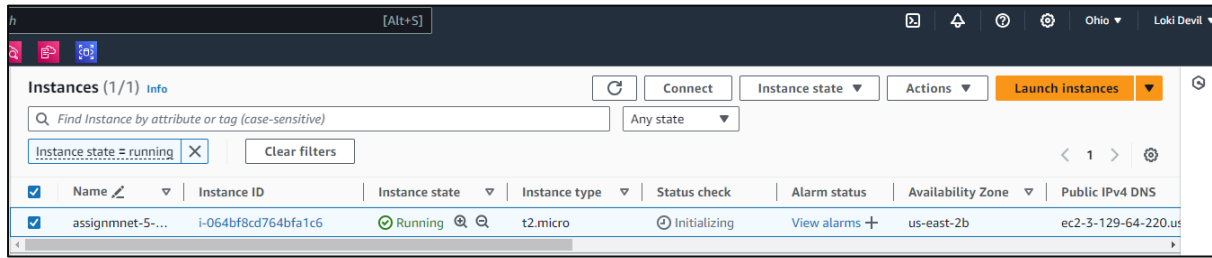 [Alt+S] Ohio Loki Devil
Instances (1/1) Info Connect Instance state Actions Launch instances
Find Instance by attribute or tag (case-sensitive) Any state
Instance state = running Clear filters 1
Name Instance ID Instance state Instance type Status check Alarm status Availability Zone Public IPv4 DNS
assignmnet-5-... i-064bf8cd764bfa1c6 Running t2.micro Initializing View alarms + us-east-2b ec2-3-129-64-220.us